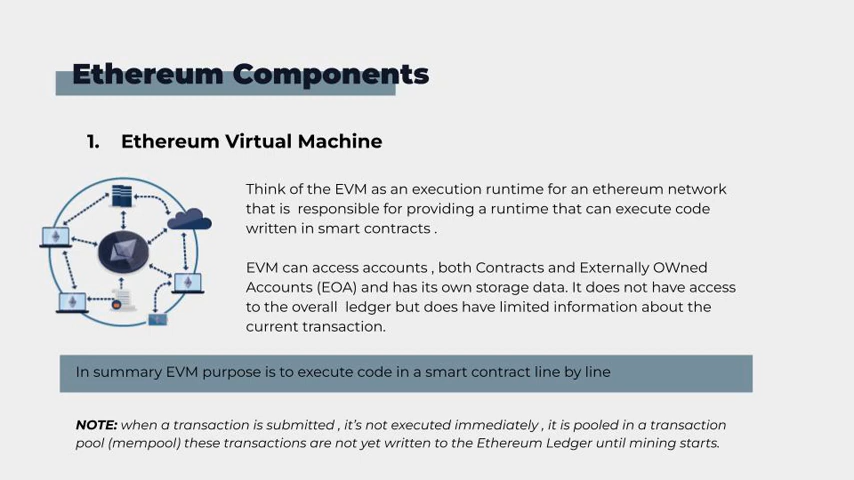 Ethereum Components
1. Ethereum Virtual Machine
Think of the EVM as an execution runtime for an ethereum network
that is responsible for providing a runtime that can execute code
written in smart contracts .
EVM can access accounts , both Contracts and Externally OWned
Accounts (EOA) and has its own storage data. It does not have access
to the overall ledger but does have limited information about the
current transaction.
In summary EVM purpose is to execute code in a smart contract line by line
NOTE: when a transaction is submitted , it’s not executed immediately , it is pooled in a transaction
pool (mempool) these transactions are not yet written to the Ethereum Ledger until mining starts.